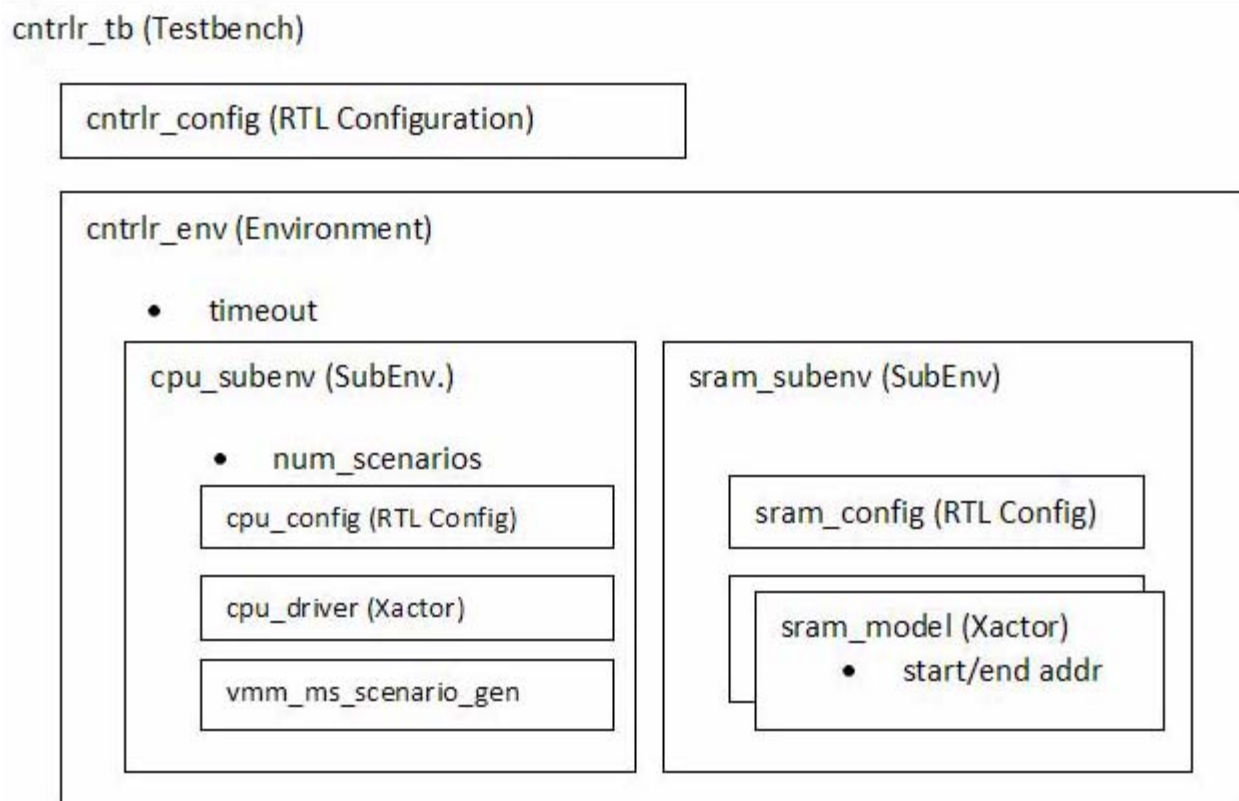 cntrlr_tb (Testbench)
cntrlr_config (RTL Configuration)
cntrlr_env (Environment)
• timeout
cpu_subenv (SubEnv.)
• num_scenarios
cpu_config (RTL Config)
cpu_driver (Xactor)
vmm_ms_scenario_gen
sram_subenv (SubEnv)
sram_config (RTL Config)
sram_model (Xactor)
• start/end addr